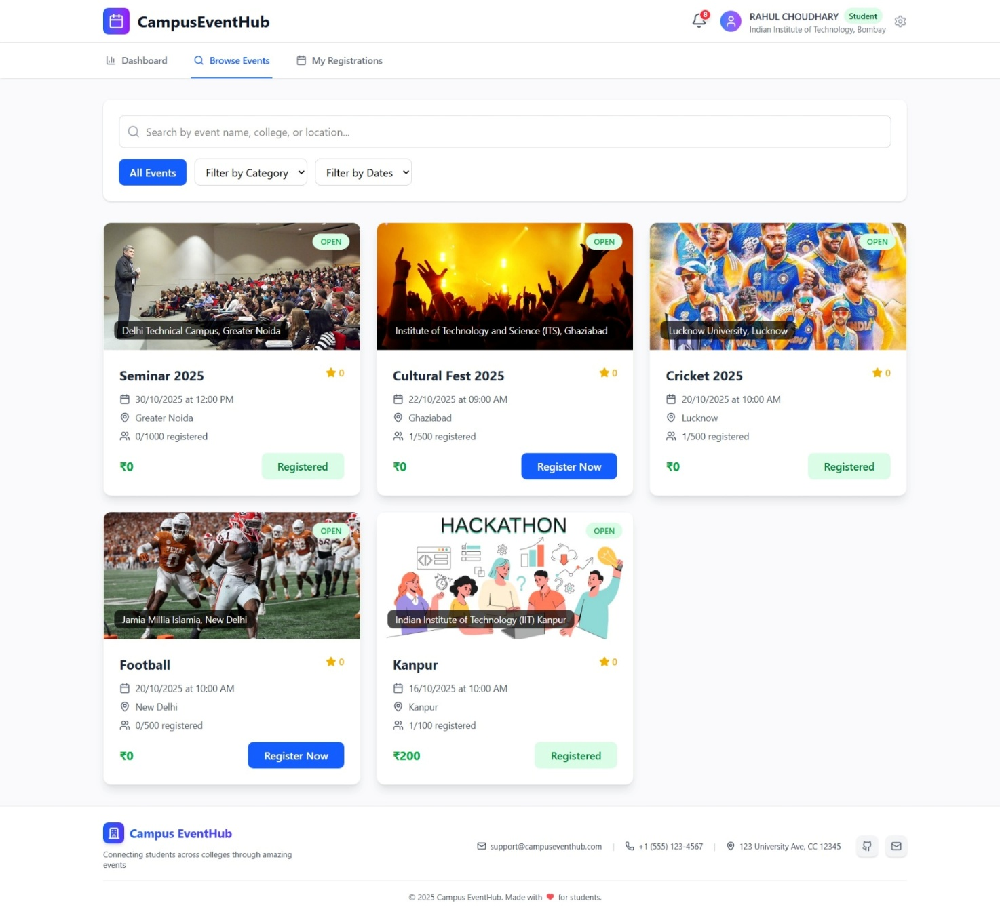 CampusEventHub
8
RAHUL CHOUDHARY Student
Indian Institute of Technology, Bombay
Dashboard Browse Events My Registrations
Search by event name, college, or location...
All Events Filter by Category Filter by Dates
OPEN
Delhi Technical Campus, Greater Noida
Seminar 2025 0
30/10/2025 at 12:00 PM
Greater Noida
0/1000 registered
₹0 Registered
OPEN
Institute of Technology and Science (ITS), Ghaziabad
Cultural Fest 2025 0
22/10/2025 at 09:00 AM
Ghaziabad
1/500 registered
₹0 Register Now
OPEN
INDIA
INDIA
Lucknow University, Lucknow
Cricket 2025 0
20/10/2025 at 10:00 AM
Lucknow
1/500 registered
₹0 Registered
OPEN
TEXAS
0
Jamia Millia Islamia, New Delhi
Football 0
20/10/2025 at 10:00 AM
New Delhi
0/500 registered
₹0 Register Now
HACKATHON
OPEN
Indian Institute of Technology (IIT) Kanpur
Kanpur 0
16/10/2025 at 10:00 AM
Kanpur
1/100 registered
₹200 Registered
Campus EventHub
Connecting students across colleges through amazing
events
support@campuseventhub.com | +1 (555) 123-4567 | 123 University Ave, CC 12345
© 2025 Campus EventHub. Made with ❤️ for students.